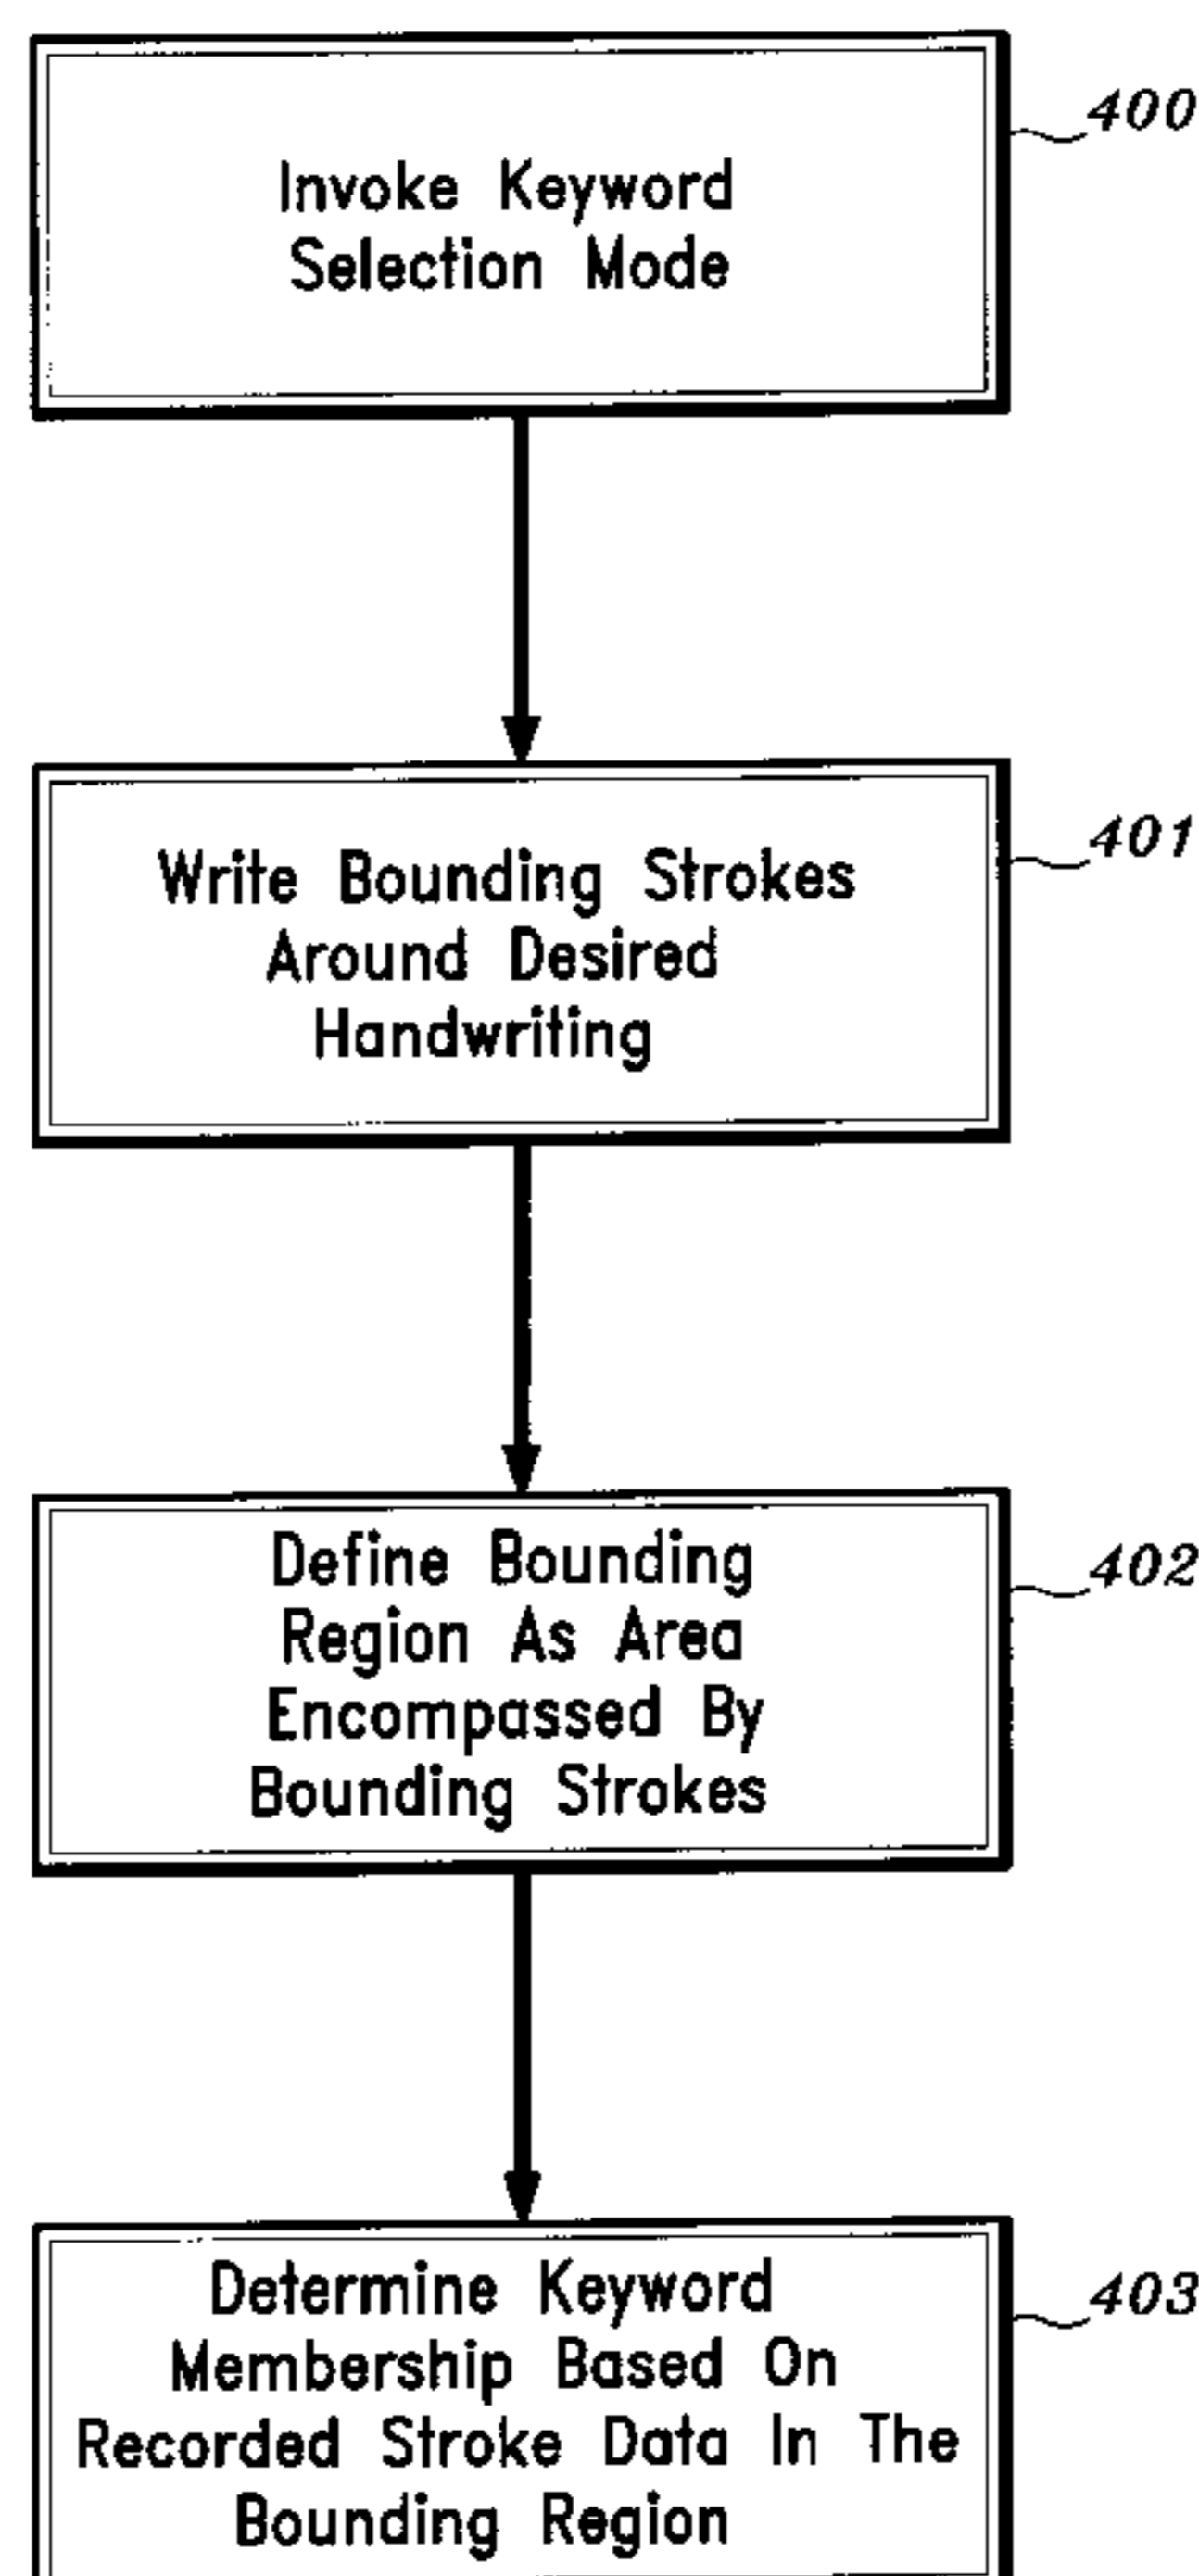 400
Invoke Keyword
Selection Mode
401
Write Bounding Strokes
Around Desired
Handwriting
402
Define Bounding
Region As Area
Encompassed By
Bounding Strokes
403
Determine Keyword
Membership Based On
Recorded Stroke Data In The
Bounding Region